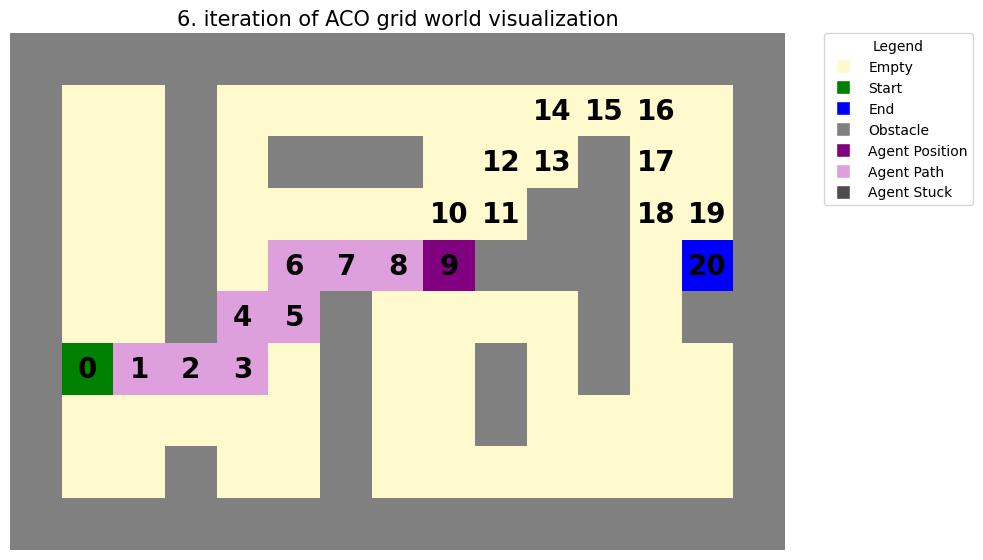 6. iteration of ACO grid world visualization
14 15 16
12 13 17
10 11 18 19
6 7 8 9 20
4 5
0 1 2 3
Legend
Empty
Start
End
Obstacle
Agent Position
Agent Path
Agent Stuck